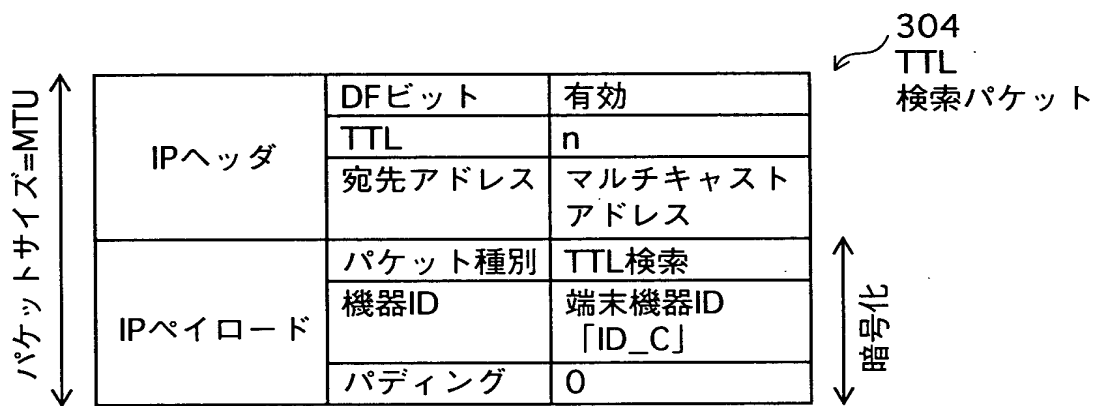 304
TTL
検索パケット
パケットサイズ=MTU
IPヘッダ
DFビット 有効
TTL n
宛先アドレス マルチキャスト
アドレス
IPペイロード
パケット種別 TTL検索
機器ID 端末機器ID
「ID_C」
パディング 0
暗号化